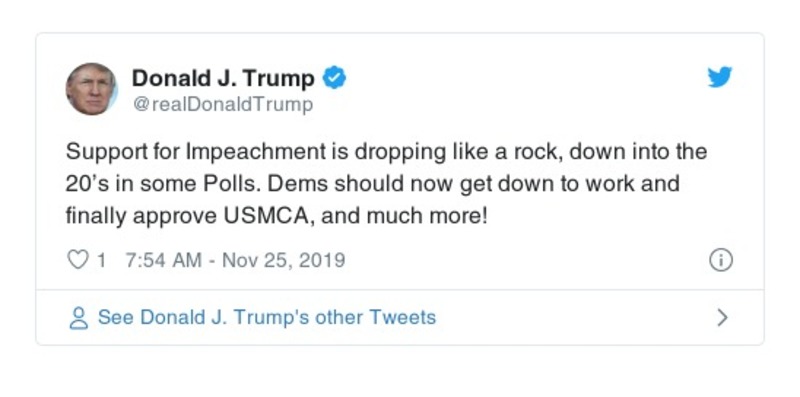 Donald J. Trump
@realDonaldTrump
Support for Impeachment is dropping like a rock, down into the
20’s in some Polls. Dems should now get down to work and
finally approve USMCA, and much more!
1 7:54 AM - Nov 25, 2019
See Donald J. Trump's other Tweets